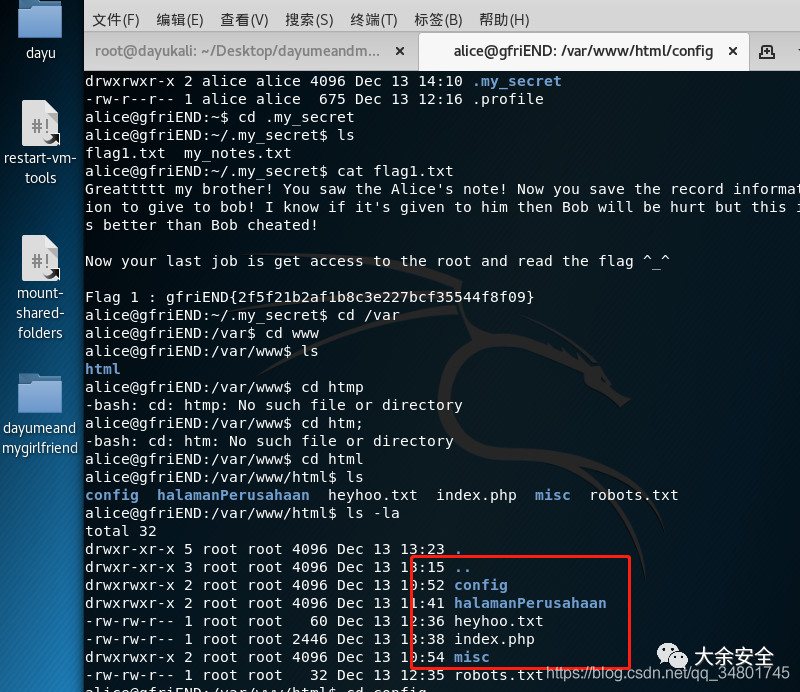 文件(F) 编辑(E) 查看(V) 搜索(S) 终端(T) 标签(B) 帮助(H)
root@dayukali: ~/Desktop/dayumeandm... ×
alice@gfriEND: /var/www/html/config ×
dayu
restart-vm-
tools
mount-
shared-
folders
dayumeand
mygirlfriend
drwxrwxr-x 2 alice alice 4096 Dec 13 14:10 .my_secret
-rw-r--r-- 1 alice alice  675 Dec 13 12:16 .profile
alice@gfriEND:~$ cd .my_secret
alice@gfriEND:~/.my_secret$ ls
flag1.txt  my_notes.txt
alice@gfriEND:~/.my_secret$ cat flag1.txt
Greattttt my brother! You saw the Alice's note! Now you save the record informat
ion to give to bob! I know if it's given to him then Bob will be hurt but this i
s better than Bob cheated!
Now your last job is get access to the root and read the flag ^_^
Flag 1 : gfriEND{2f5f21b2af1b8c3e227bcf35544f8f09}
alice@gfriEND:~/.my_secret$ cd /var
alice@gfriEND:/var$ cd www
alice@gfriEND:/var/www$ ls
html
alice@gfriEND:/var/www$ cd htmp
-bash: cd: htmp: No such file or directory
alice@gfriEND:/var/www$ cd htm;
-bash: cd: htm: No such file or directory
alice@gfriEND:/var/www$ cd html
alice@gfriEND:/var/www/html$ ls
config  halamanPerusahaan  heyhoo.txt  index.php  misc  robots.txt
alice@gfriEND:/var/www/html$ ls -la
total 32
drwxr-xr-x 5 root root 4096 Dec 13 13:23 .
drwxr-xr-x 3 root root 4096 Dec 13 13:15 ..
drwxrwxr-x 2 root root 4096 Dec 13 10:52 config
drwxrwxr-x 2 root root 4096 Dec 13 11:41 halamanPerusahaan
-rw-rw-r-- 1 root root   60 Dec 13 12:36 heyhoo.txt
-rw-rw-r-- 1 root root 2446 Dec 13 13:38 index.php
drwxrwxr-x 2 root root 4096 Dec 13 10:54 misc
-rw-rw-r-- 1 root root   32 Dec 13 12:35 robots.txt
alice@gfriEND:/var/www/html$ cd config
大余安全
https://blog.csdn.net/qq_34801745